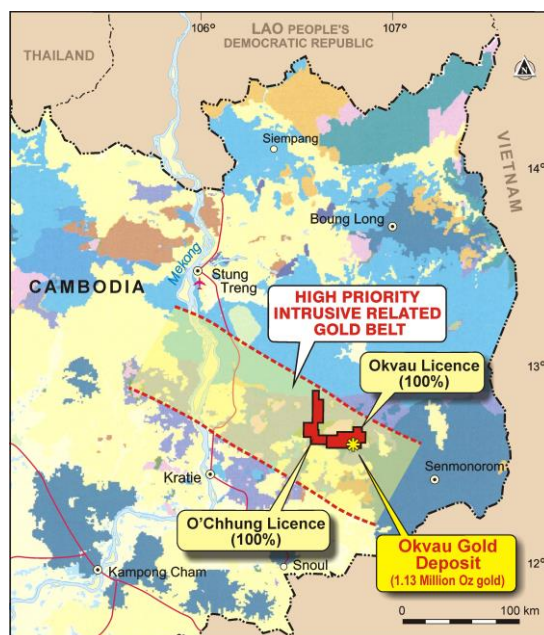 106°
LAO PEOPLE'S
DEMOCRATIC REPUBLIC
107°
THAILAND
N
Siempang
VIETNAM
14°
Boung Long
Mekong
Stung
Treng
CAMBODIA
HIGH PRIORITY
INTRUSIVE RELATED
GOLD BELT
13°
Okvau Licence
(100%)
Kratie
Senmonorom
O'Chhung Licence
(100%)
Okvau Gold
Deposit
(1.13 Million Oz gold)
Snoul
12°
Kampong Cham
0
100 km